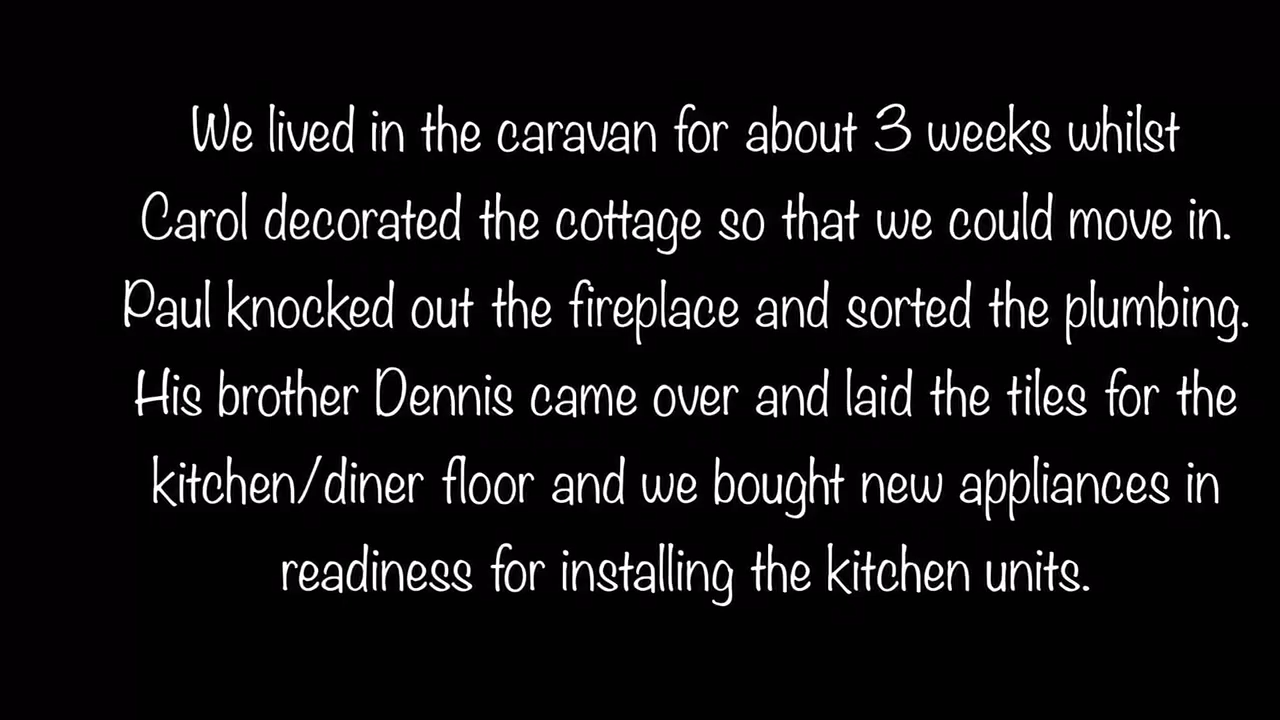 We lived in the caravan for about 3 weeks whilst
Carol decorated the cottage so that we could move in.
Paul knocked out the fireplace and sorted the plumbing.
His brother Dennis came over and laid the tiles for the
kitchen/diner floor and we bought new appliances in
readiness for installing the kitchen units.